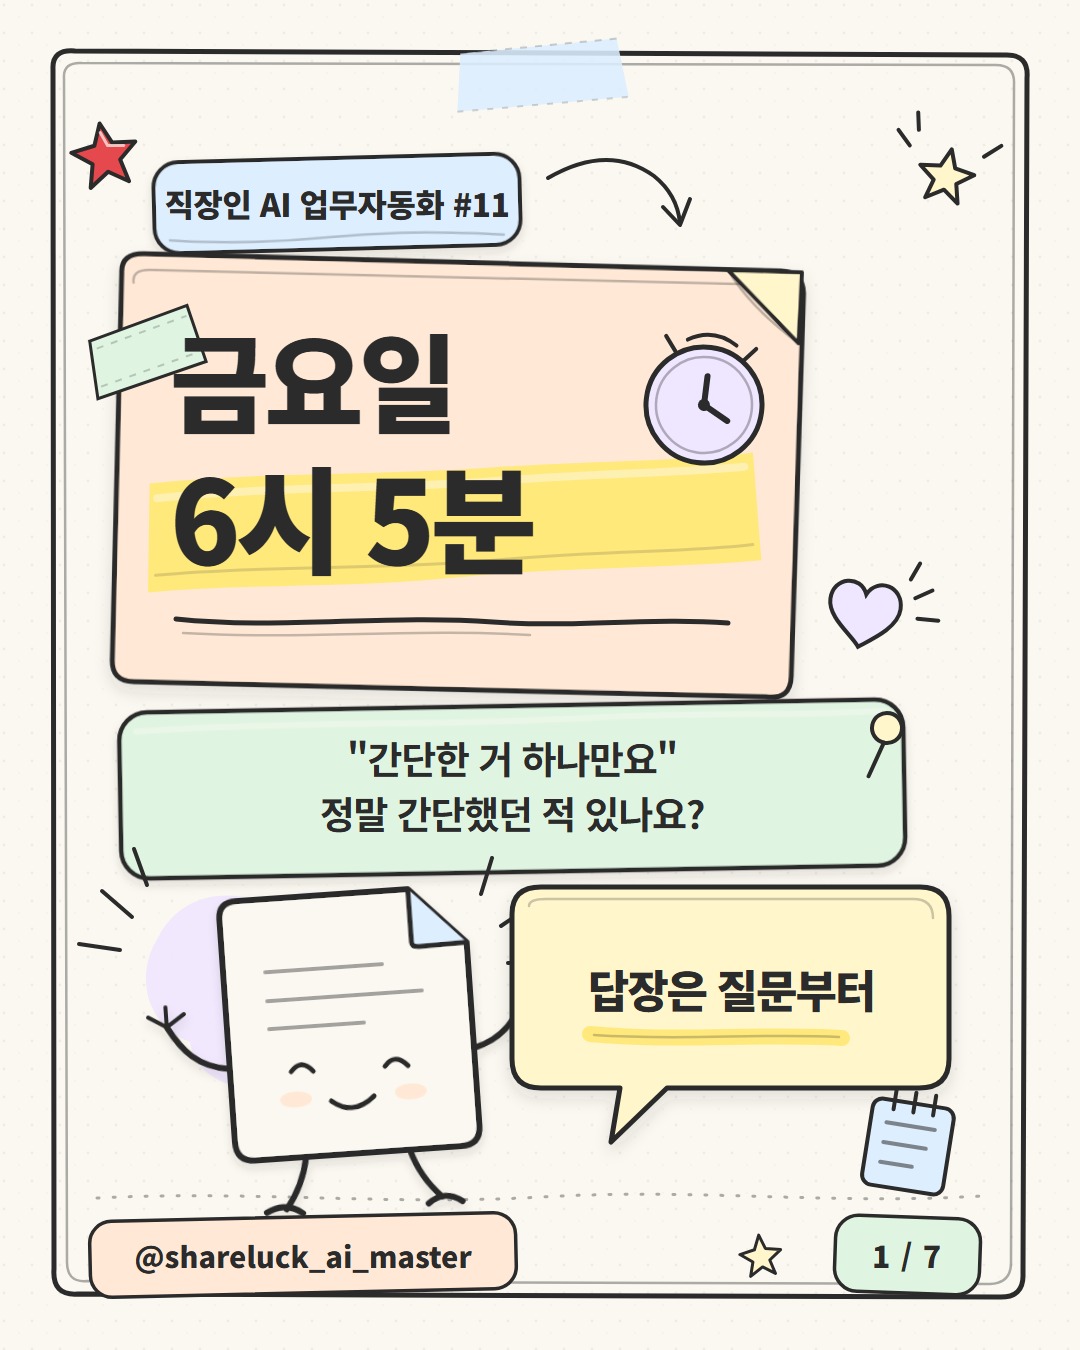 직장인 AI 업무자동화 #11
금요일
6시 5분
"간단한 거 하나만요"
정말 간단했던 적 있나요?
답장은 질문부터
@shareluck_ai_master
1 / 7